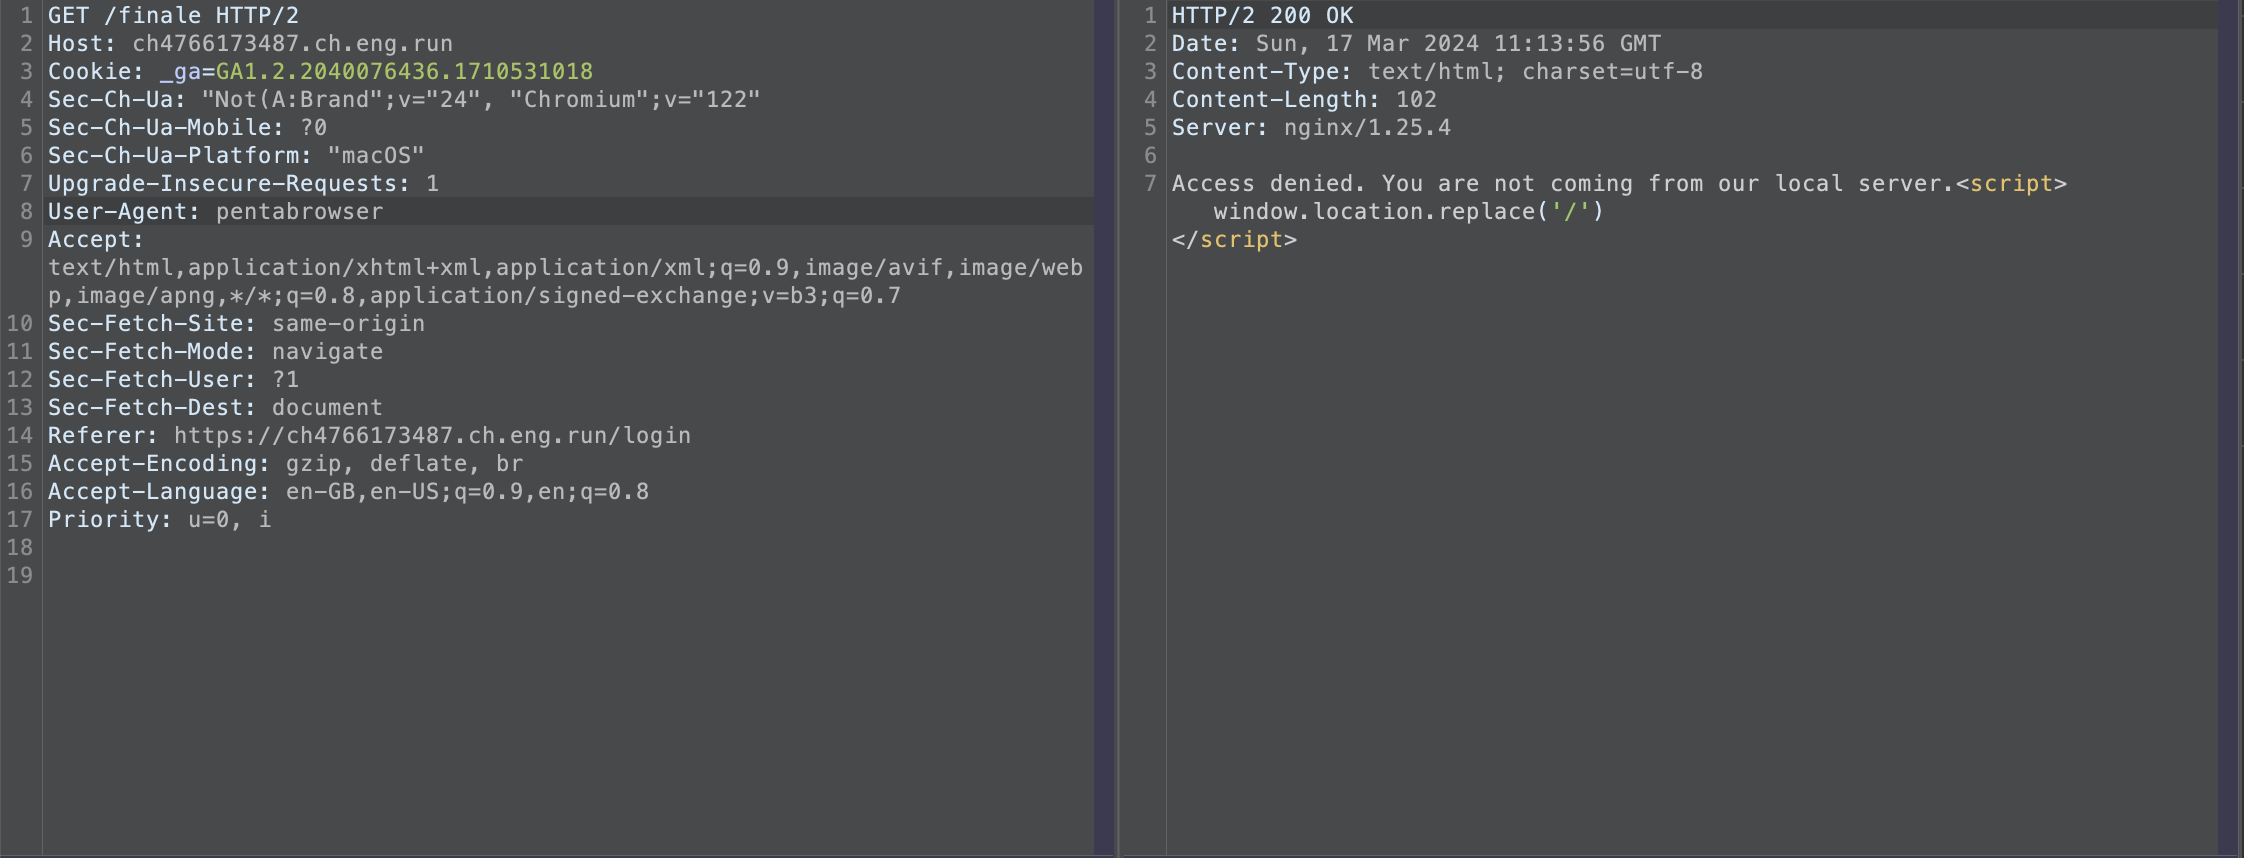 1 GET /finale HTTP/2
2 Host: ch4766173487.ch.eng.run
3 Cookie: _ga=GA1.2.2040076436.1710531018
4 Sec-Ch-Ua: "Not(A:Brand";v="24", "Chromium";v="122"
5 Sec-Ch-Ua-Mobile: ?0
6 Sec-Ch-Ua-Platform: "macOS"
7 Upgrade-Insecure-Requests: 1
8 User-Agent: pentabrowser
9 Accept:
text/html,application/xhtml+xml,application/xml;q=0.9,image/avif,image/web
p,image/apng,*/*;q=0.8,application/signed-exchange;v=b3;q=0.7
10 Sec-Fetch-Site: same-origin
11 Sec-Fetch-Mode: navigate
12 Sec-Fetch-User: ?1
13 Sec-Fetch-Dest: document
14 Referer: https://ch4766173487.ch.eng.run/login
15 Accept-Encoding: gzip, deflate, br
16 Accept-Language: en-GB,en-US;q=0.9,en;q=0.8
17 Priority: u=0, i
18
19
1 HTTP/2 200 OK
2 Date: Sun, 17 Mar 2024 11:13:56 GMT
3 Content-Type: text/html; charset=utf-8
4 Content-Length: 102
5 Server: nginx/1.25.4
6
7 Access denied. You are not coming from our local server.<script>
window.location.replace('/')
</script>